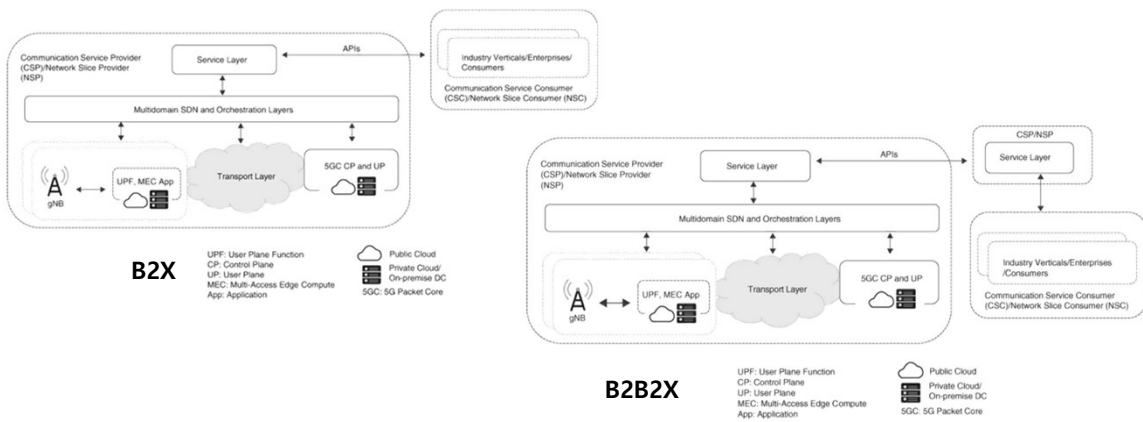 Communication Service Provider
(CSP)/Network Slice Provider
(NSP)
Service Layer
APIs
Industry Verticals/Enterprises/
Consumers
Communication Service Consumer
(CSC)/Network Slice Consumer (NSC)
Multidomain SDN and Orchestration Layers
gNB
UPF, MEC App
Transport Layer
5GC CP and UP
B2X
UPF: User Plane Function
CP: Control Plane
UP: User Plane
MEC: Multi-Access Edge Compute
App: Application
Public Cloud
Private Cloud/
On-premise DC
5GC: 5G Packet Core
Communication Service Provider
(CSP)/Network Slice Provider
(NSP)
Service Layer
APIs
CSP/NSP
Service Layer
Multidomain SDN and Orchestration Layers
Industry Verticals/Enterprises
/Consumers
Communication Service Consumer
(CSC)/Network Slice Consumer (NSC)
gNB
UPF, MEC App
Transport Layer
5GC CP and UP
B2B2X
UPF: User Plane Function
CP: Control Plane
UP: User Plane
MEC: Multi-Access Edge Compute
App: Application
Public Cloud
Private Cloud/
On-premise DC
5GC: 5G Packet Core